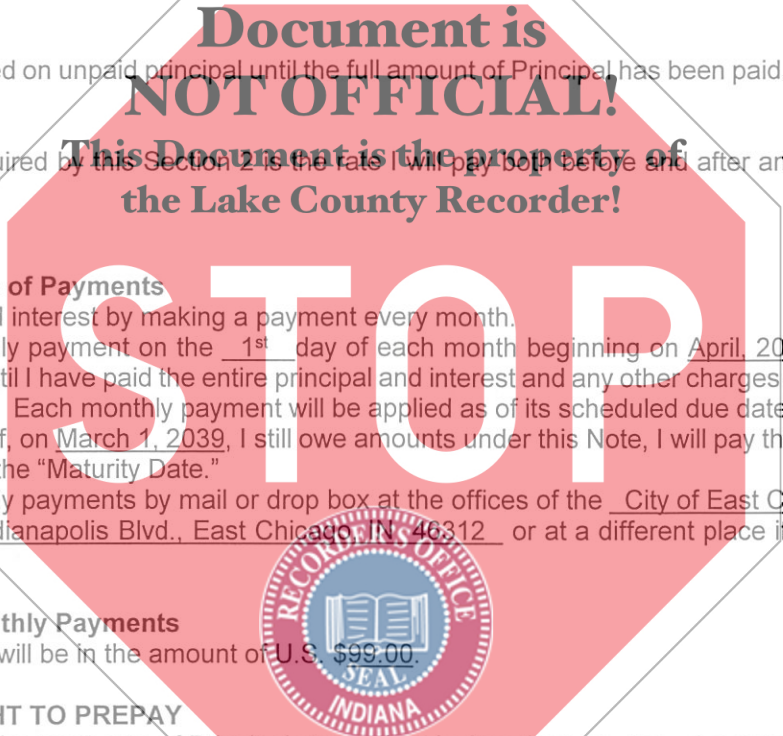 Document is
ed on unpaid principal until the full amount of Principal has been paid
NOT OFFICIAL!
This Document is the property of
uired by this Section 2 is the rate I will pay both before and after an
the Lake County Recorder!
STOP
of Payments
d interest by making a payment every month.
ly payment on the 1st day of each month beginning on April, 20
til I have paid the entire principal and interest and any other charges
Each monthly payment will be applied as of its scheduled due date
f, on March 1, 2039, I still owe amounts under this Note, I will pay th
the “Maturity Date.”
ly payments by mail or drop box at the offices of the City of East C
dianapolis Blvd., East Chicago, IN 46312 or at a different place if
RECORDER'S OFFICE
thly Payments
will be in the amount of U.S. $99.00.
SEAL
INDIANA
HT TO PREPAY